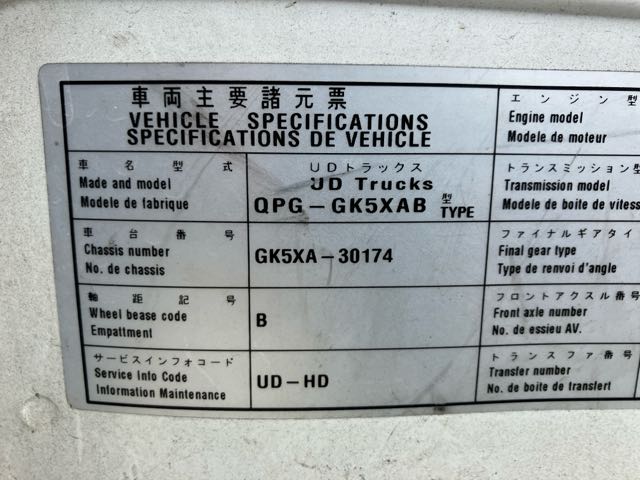 車両主要諸元票
VEHICLE SPECIFICATIONS
SPECIFICATIONS DE VEHICLE
車名型式
Made and model
Modele de fabrique
UDトラックス
UD Trucks
QPG-GK5XAB 型 TYPE
車台番号
Chassis number
No. de chassis
GK5XA-30174
軸距記号
Wheel bease code
Empattment
B
サービスインフォコード
Service Info Code
Information Maintenance
UD-HD
エンジン型
Engine model
Modele de moteur
トランスミッション型
Transmission model
Modele de boite de vitess
ファイナルギアタイ
Final gear type
Type de renvoi d'angle
フロントアクスル番号
Front axle number
No. de essieu AV.
トランスファ番号
Transfer number
No. de boite de transfert